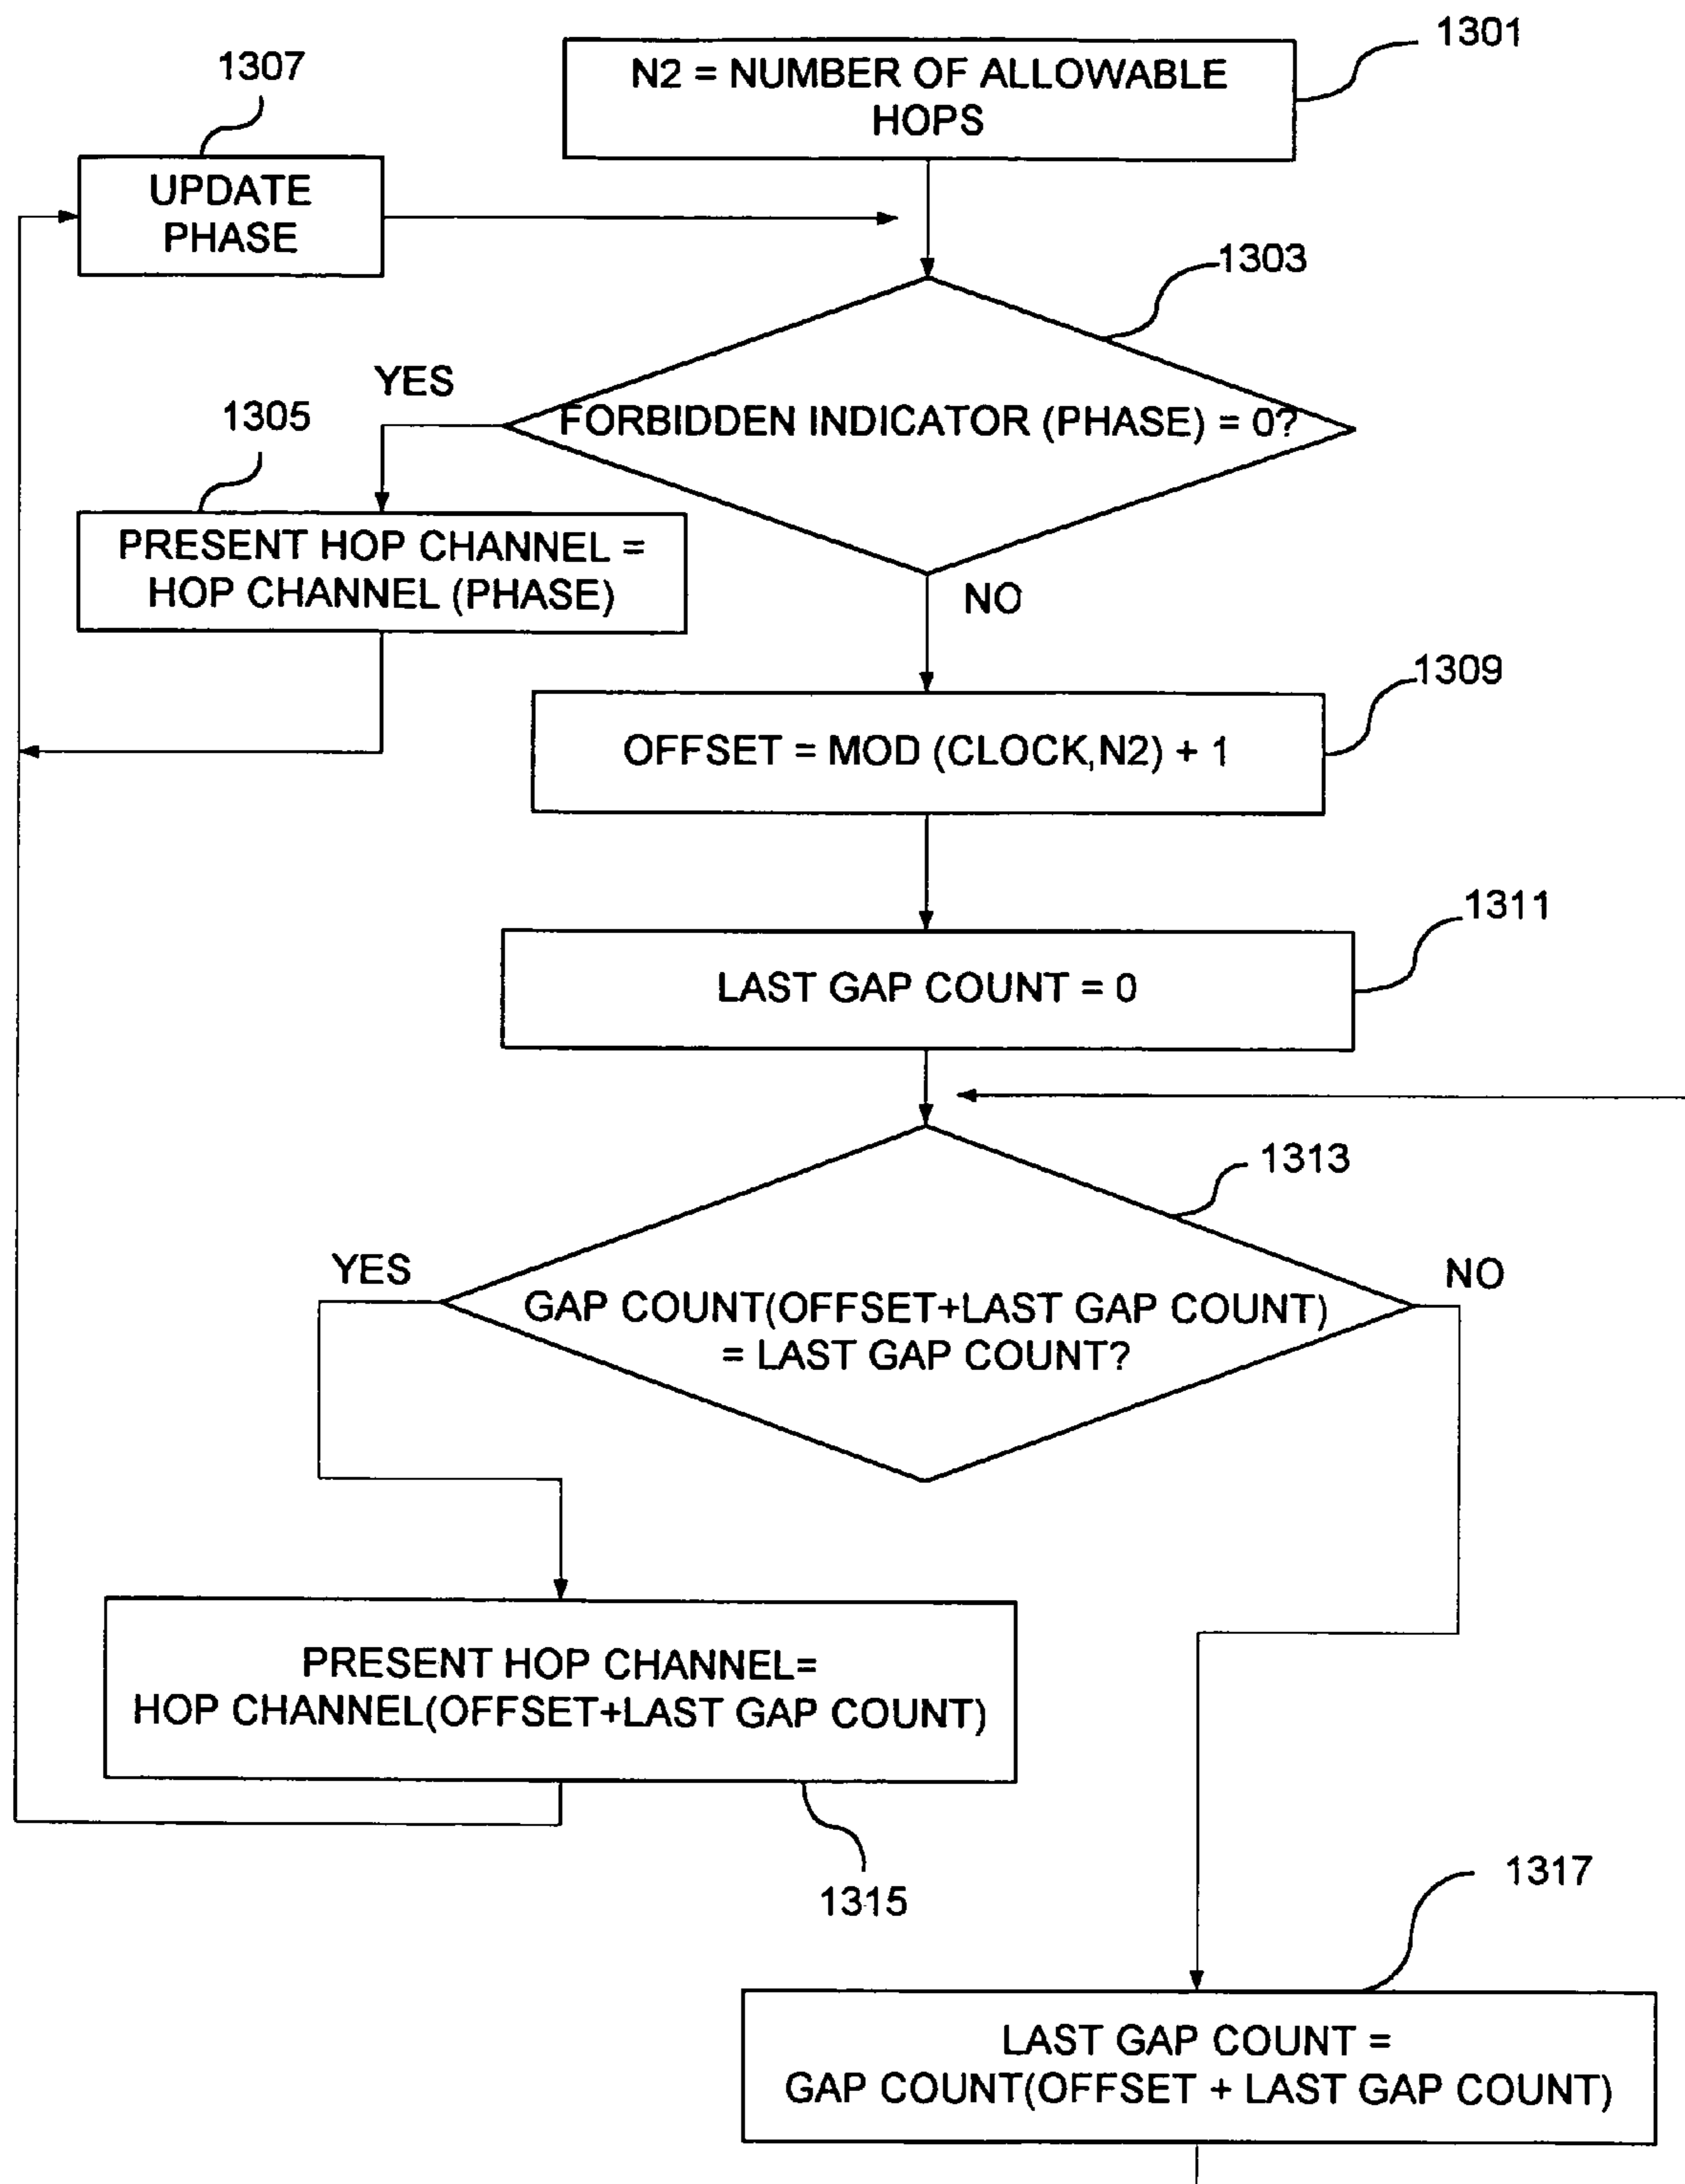 1301
N2 = NUMBER OF ALLOWABLE
HOPS
1307
UPDATE
PHASE
1303
FORBIDDEN INDICATOR (PHASE) = 0?
YES
1305
PRESENT HOP CHANNEL =
HOP CHANNEL (PHASE)
NO
1309
OFFSET = MOD (CLOCK,N2) + 1
1311
LAST GAP COUNT = 0
1313
GAP COUNT(OFFSET+LAST GAP COUNT)
= LAST GAP COUNT?
YES
NO
PRESENT HOP CHANNEL=
HOP CHANNEL(OFFSET+LAST GAP COUNT)
1315
1317
LAST GAP COUNT =
GAP COUNT(OFFSET + LAST GAP COUNT)